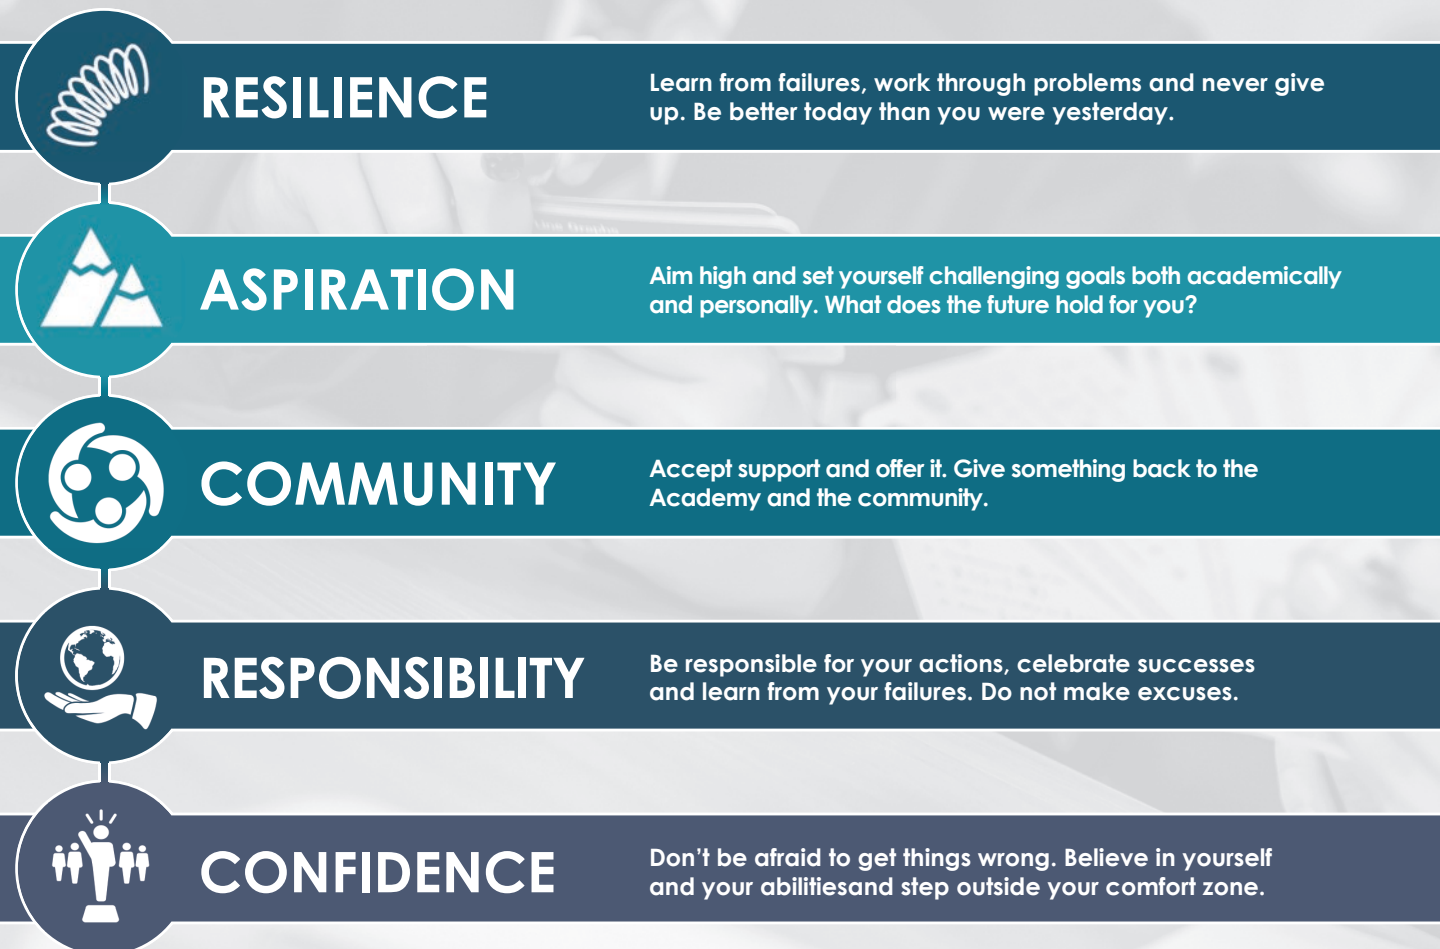 RESILIENCE
Learn from failures, work through problems and never give
up. Be better today than you were yesterday.
ASPIRATION
Aim high and set yourself challenging goals both academically
and personally. What does the future hold for you?
COMMUNITY
Accept support and offer it. Give something back to the
Academy and the community.
RESPONSIBILITY
Be responsible for your actions, celebrate successes
and learn from your failures. Do not make excuses.
CONFIDENCE
Don’t be afraid to get things wrong. Believe in yourself
and your abilitiesand step outside your comfort zone.